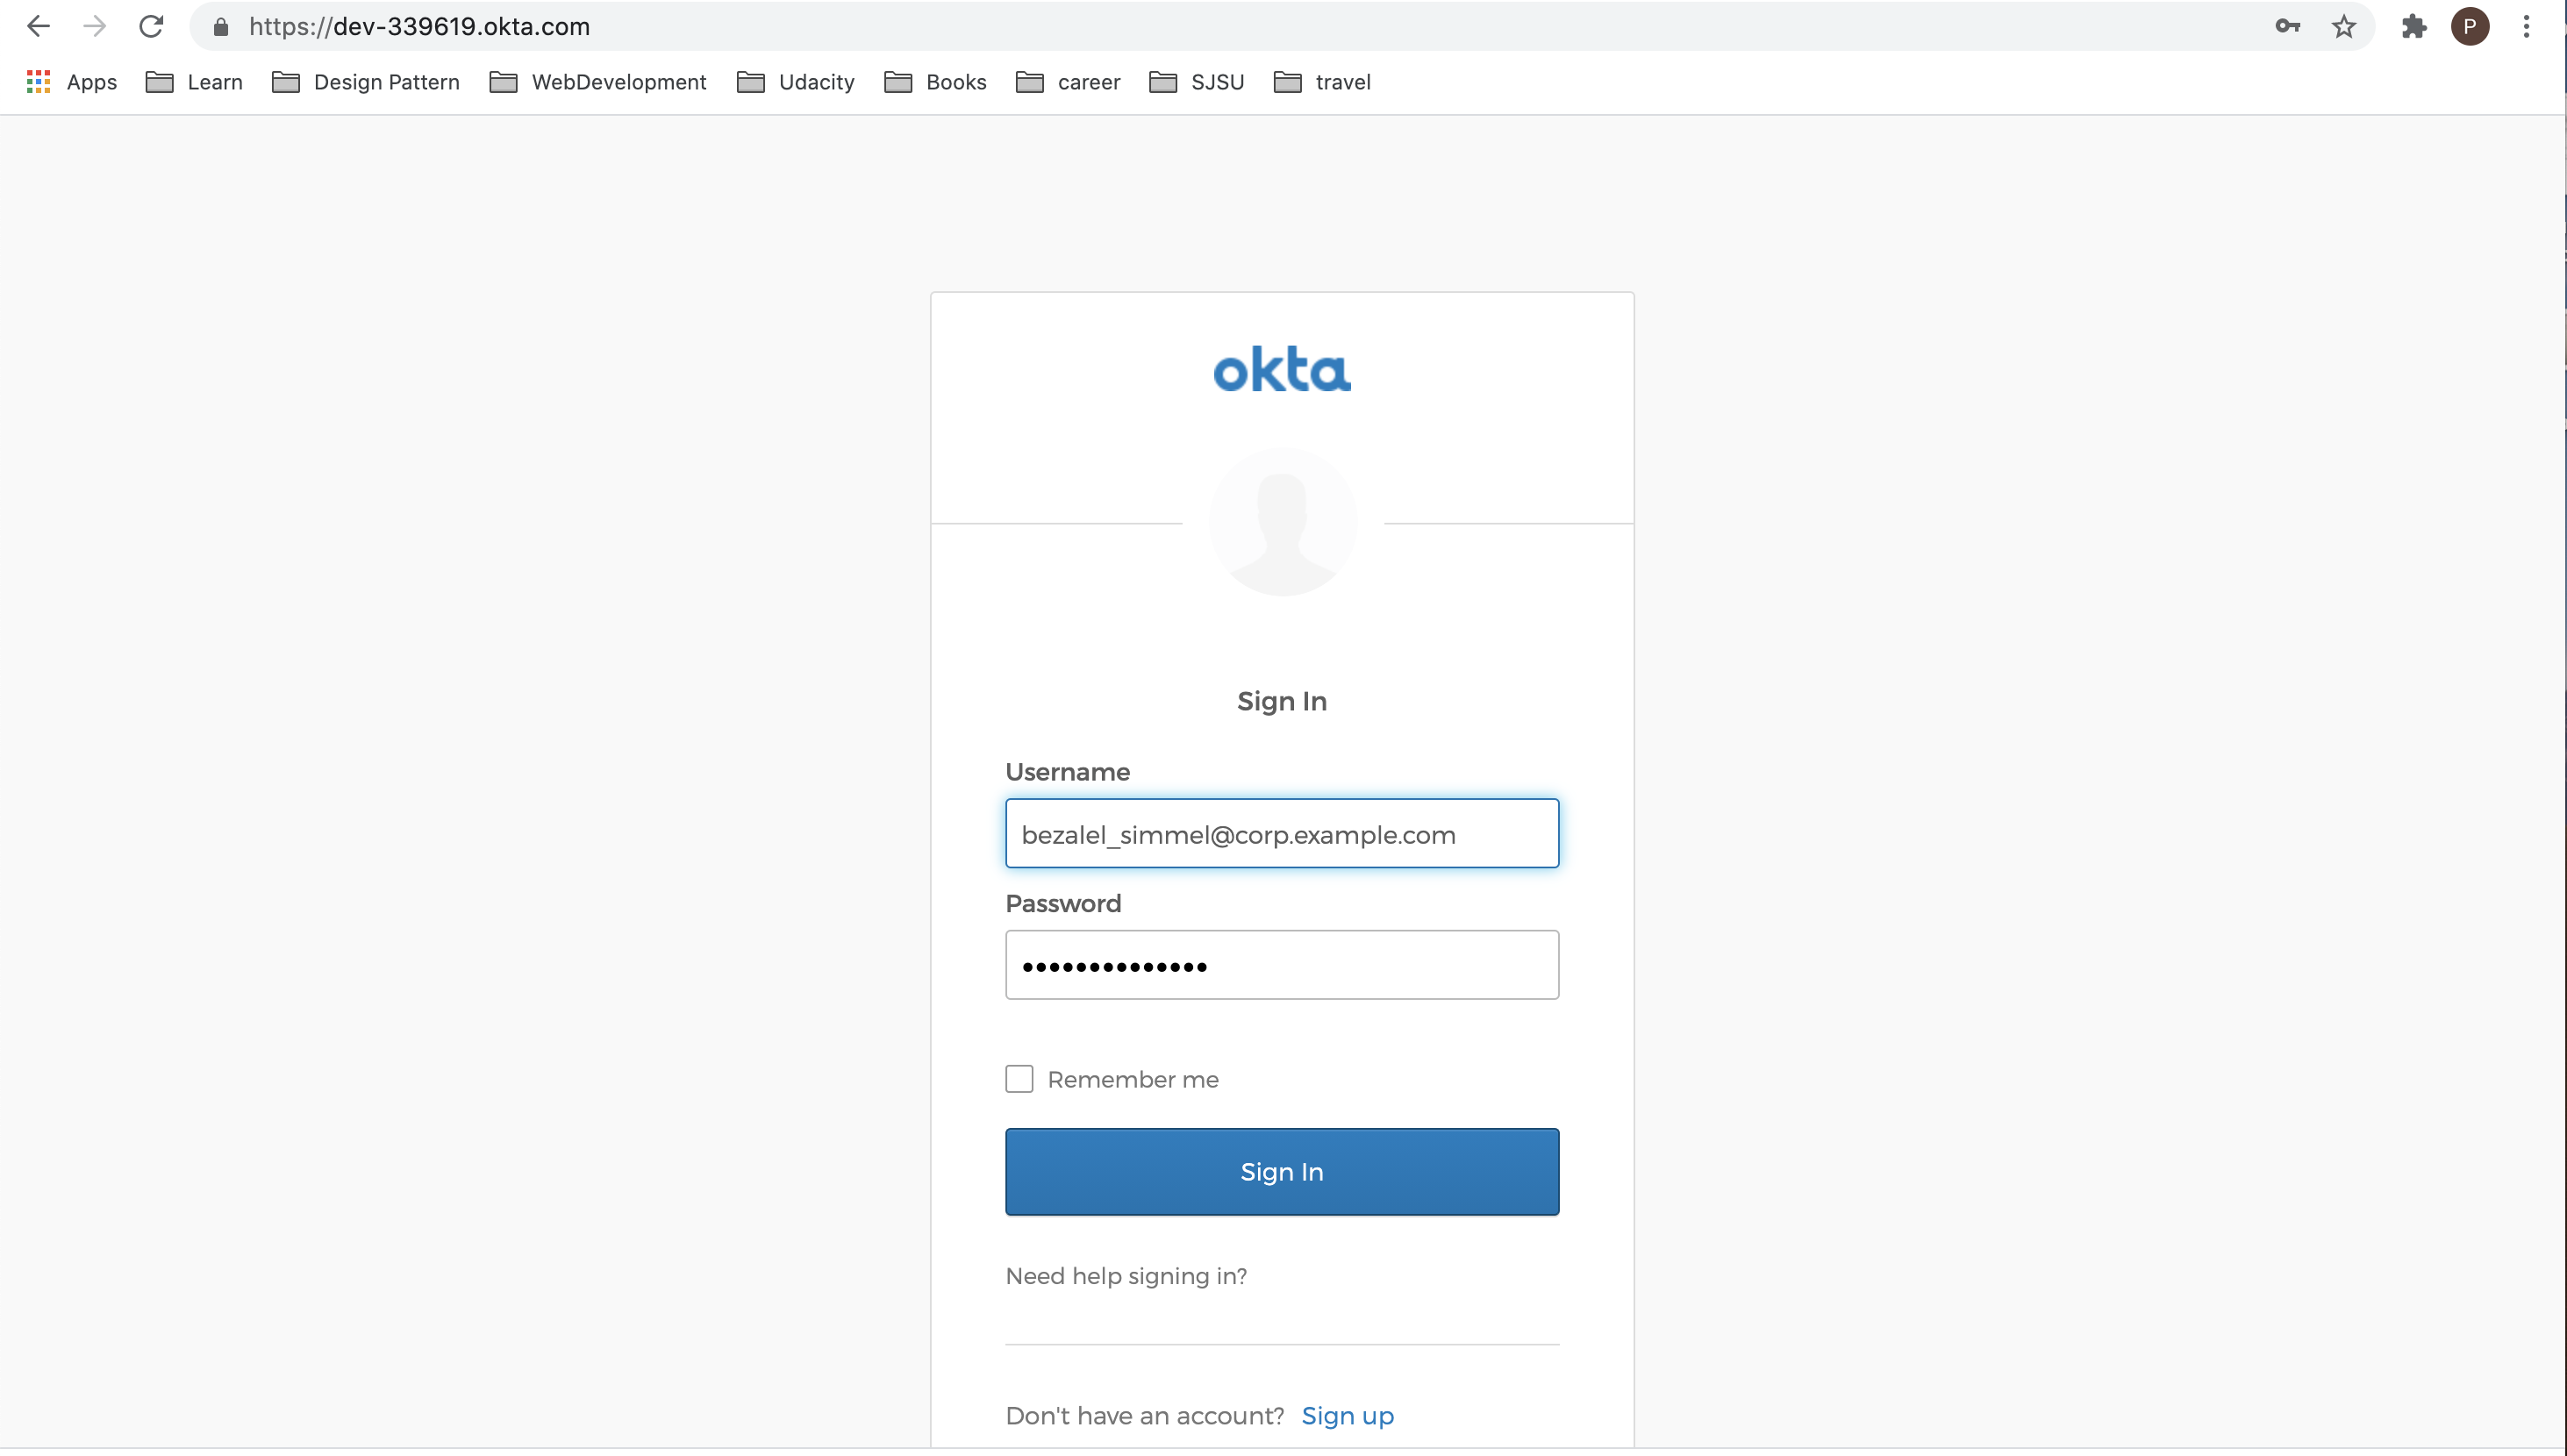 https://dev-339619.okta.com
P
Apps Learn Design Pattern WebDevelopment Udacity Books career SJSU travel
okta
Sign In
Username
bezalel_simmel@corp.example.com
Password
••••••••••••••
Remember me
Sign In
Need help signing in?
Don't have an account? Sign up